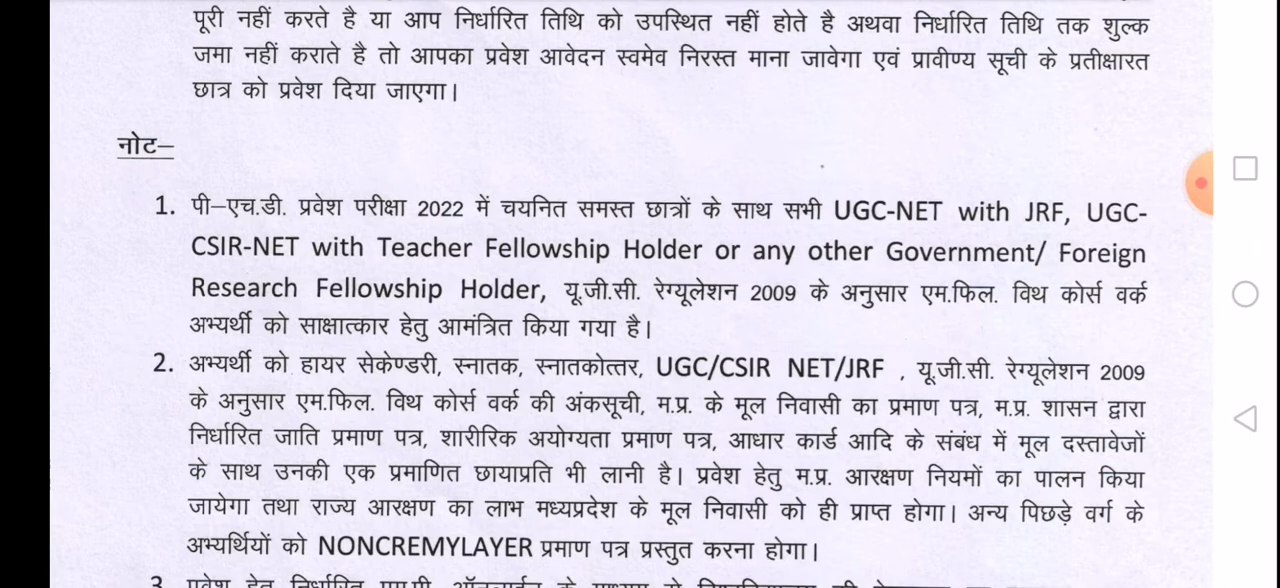 पूरी नहीं करते है या आप निर्धारित तिथि को उपस्थित नहीं होते है अथवा निर्धारित तिथि तक शुल्क
जमा नहीं कराते है तो आपका प्रवेश आवेदन स्वमेव निरस्त माना जावेगा एवं प्रावीण्य सूची के प्रतीक्षारत
छात्र को प्रवेश दिया जाएगा।
नोट–
1. पी–एच.डी. प्रवेश परीक्षा 2022 में चयनित समस्त छात्रों के साथ सभी UGC-NET with JRF, UGC-
CSIR-NET with Teacher Fellowship Holder or any other Government/ Foreign
Research Fellowship Holder, यू.जी.सी. रेग्यूलेशन 2009 के अनुसार एम.फिल. विथ कोर्स वर्क
अभ्यर्थी को साक्षात्कार हेतु आमंत्रित किया गया है।
2. अभ्यर्थी को हायर सेकेण्डरी, स्नातक, स्नातकोत्तर, UGC/CSIR NET/JRF , यू.जी.सी. रेग्यूलेशन 2009
के अनुसार एम.फिल. विथ कोर्स वर्क की अंकसूची, म.प्र. के मूल निवासी का प्रमाण पत्र, म.प्र. शासन द्वारा
निर्धारित जाति प्रमाण पत्र, शारीरिक अयोग्यता प्रमाण पत्र, आधार कार्ड आदि के संबंध में मूल दस्तावेजों
के साथ उनकी एक प्रमाणित छायाप्रति भी लानी है। प्रवेश हेतु म.प्र. आरक्षण नियमों का पालन किया
जायेगा तथा राज्य आरक्षण का लाभ मध्यप्रदेश के मूल निवासी को ही प्राप्त होगा। अन्य पिछड़े वर्ग के
अभ्यर्थियों को NONCREMYLAYER प्रमाण पत्र प्रस्तुत करना होगा।
3. प्रवेश हेतु निर्धारित